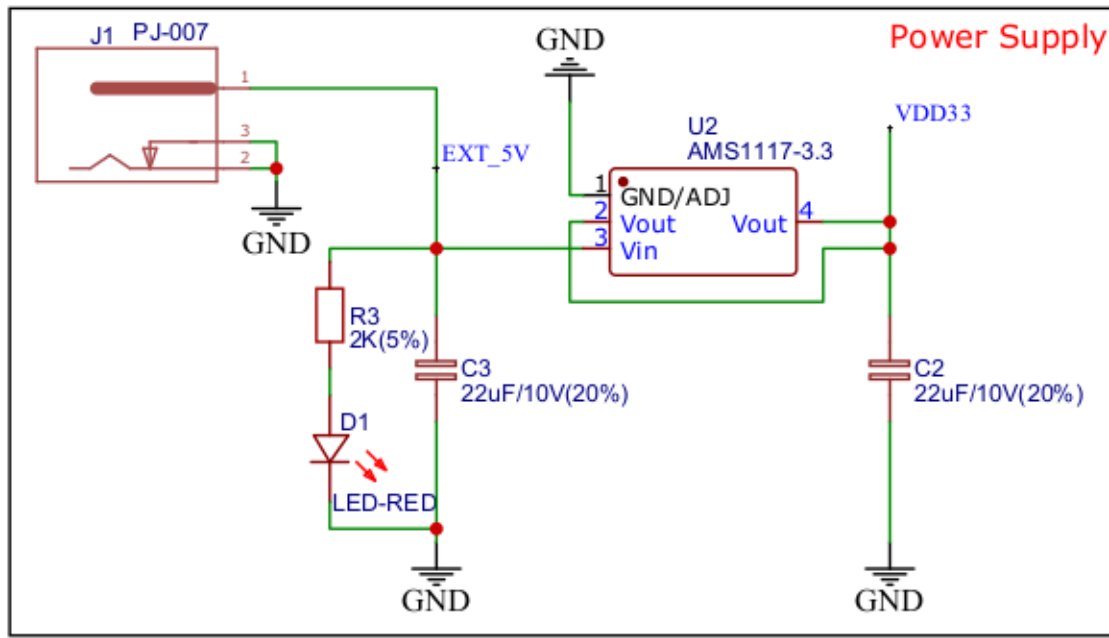 J1 PJ-007
1
3
2
GND
EXT_5V
GND
Power Supply
U2
AMS1117-3.3
1 GND/ADJ
2 Vout
3 Vin
Vout 4
VDD33
R3
2K(5%)
D1
LED-RED
C3
22uF/10V(20%)
GND
C2
22uF/10V(20%)
GND